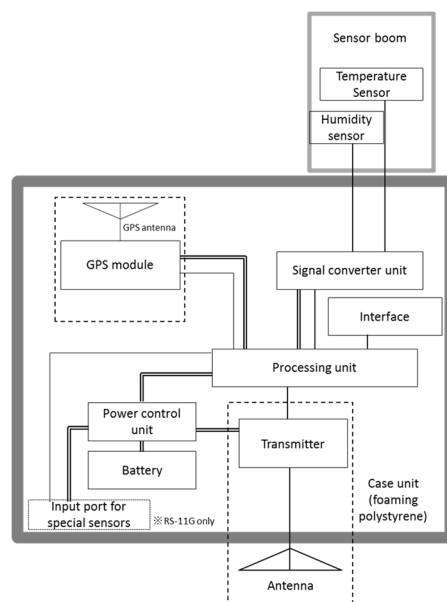 Sensor boom
Temperature
Sensor
Humidity
sensor
GPS antenna
GPS module
Signal converter unit
Interface
Processing unit
Power control
unit
Transmitter
Battery
Case unit
(foaming
polystyrene)
Input port for
special sensors
※RS-11G only
Antenna